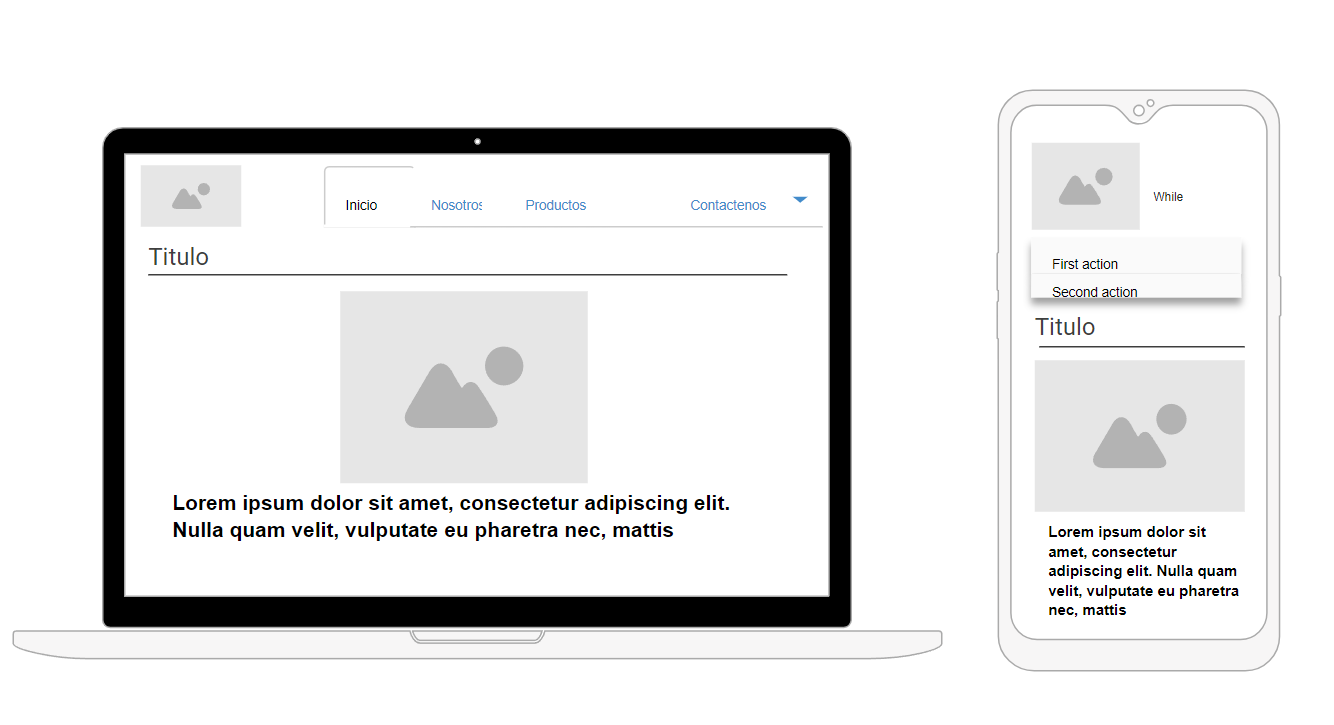 Inicio Nosotros Productos Contactenos
Titulo
Lorem ipsum dolor sit amet, consectetur adipiscing elit.
Nulla quam velit, vulputate eu pharetra nec, mattis
While
First action
Second action
Titulo
Lorem ipsum dolor sit
amet, consectetur
adipiscing elit. Nulla quam
velit, vulputate eu pharetra
nec, mattis